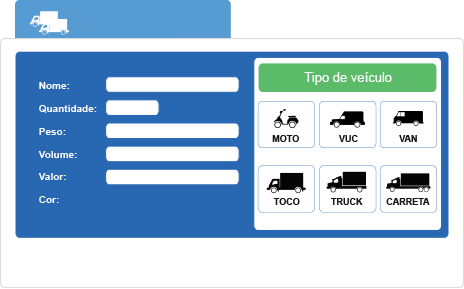 Nome:
Quantidade:
Peso:
Volume:
Valor:
Cor:
Tipo de veículo
MOTO VUC VAN
TOCO TRUCK CARRETA